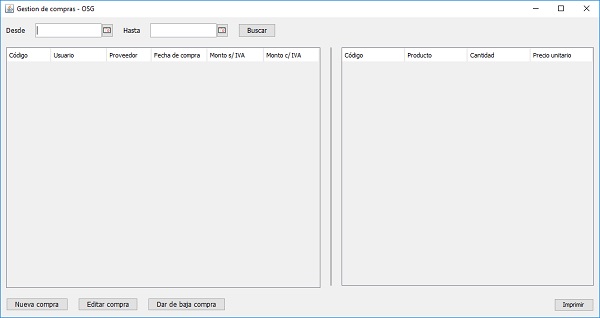 Gestion de compras - OSG
Desde Hasta Buscar
Código Usuario Proveedor Fecha de compra Monto s/IVA Monto c/IVA Código Producto Cantidad Precio unitario
Nueva compra Editar compra Dar de baja compra Imprimir